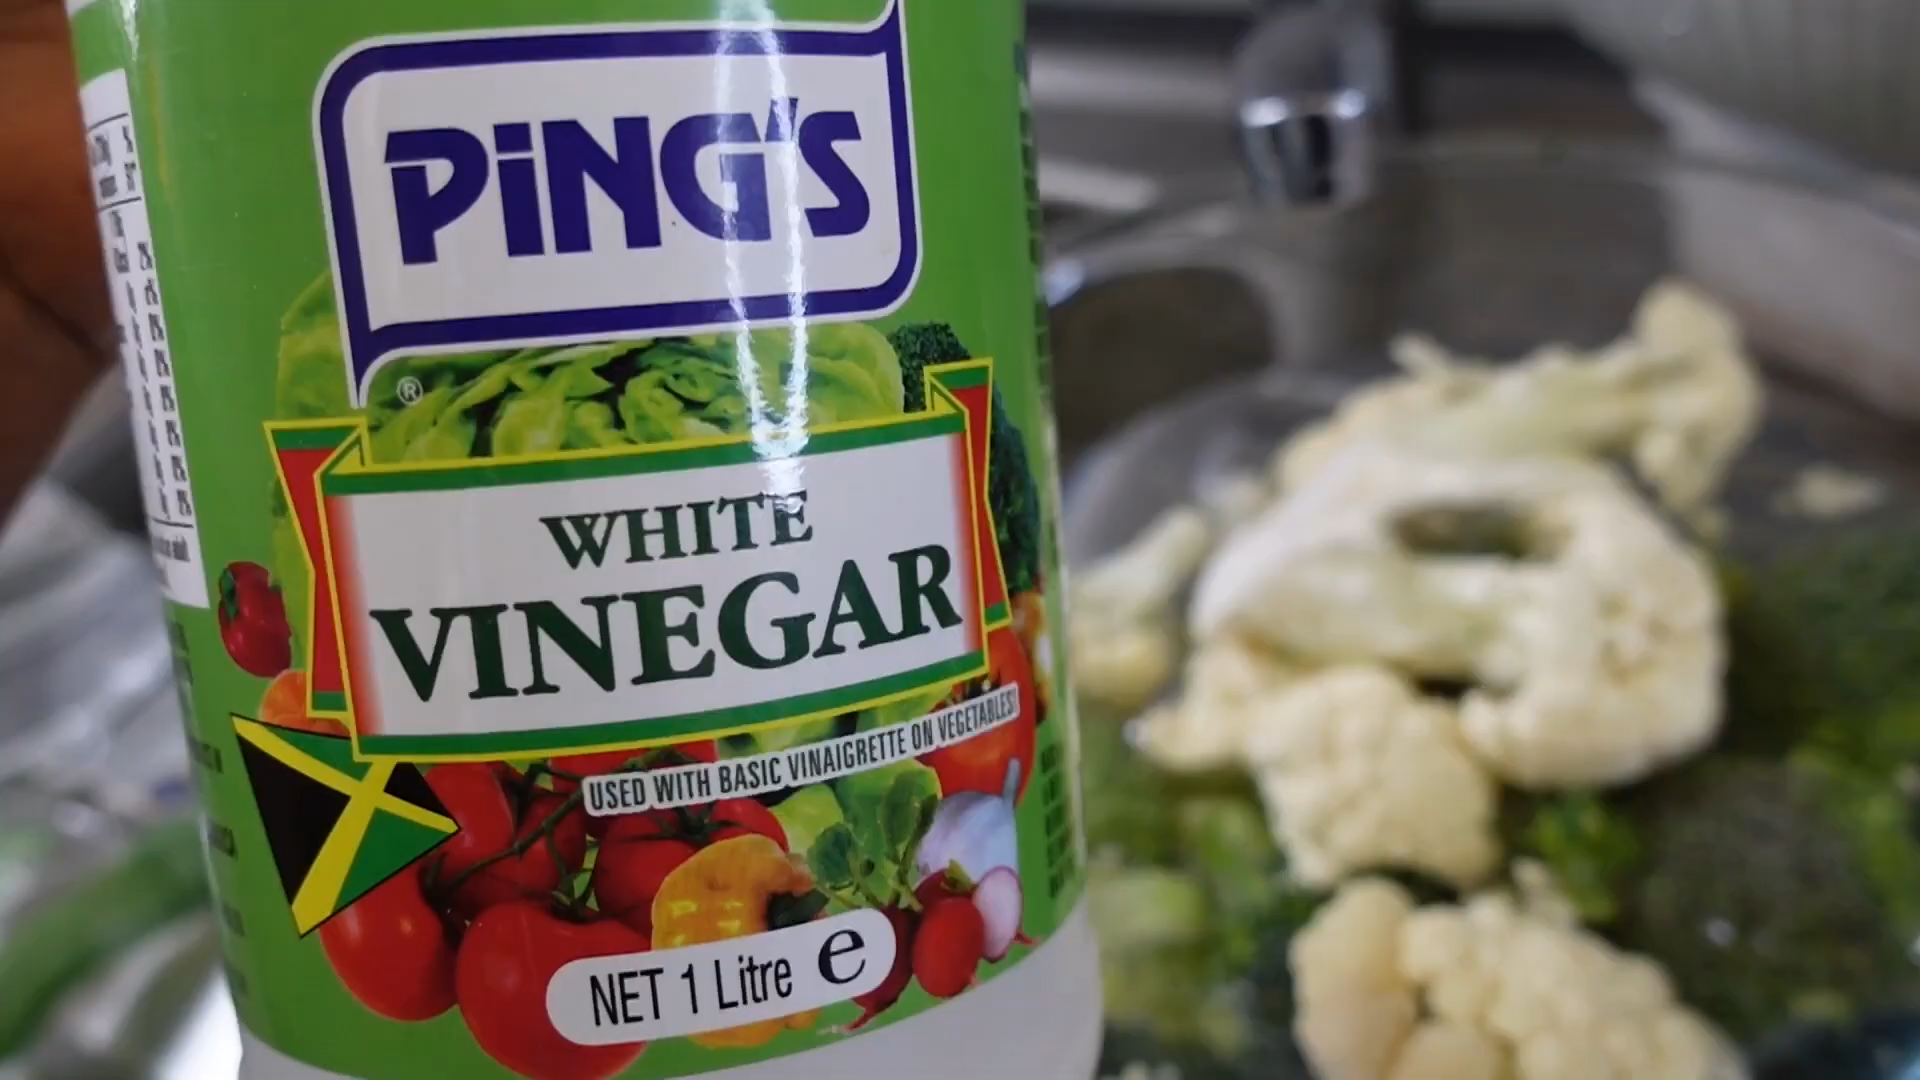 PiNG'S
®
WHITE
VINEGAR
USED WITH BASIC VINAIGRETTE ON VEGETABLES!
NET 1 Litre e